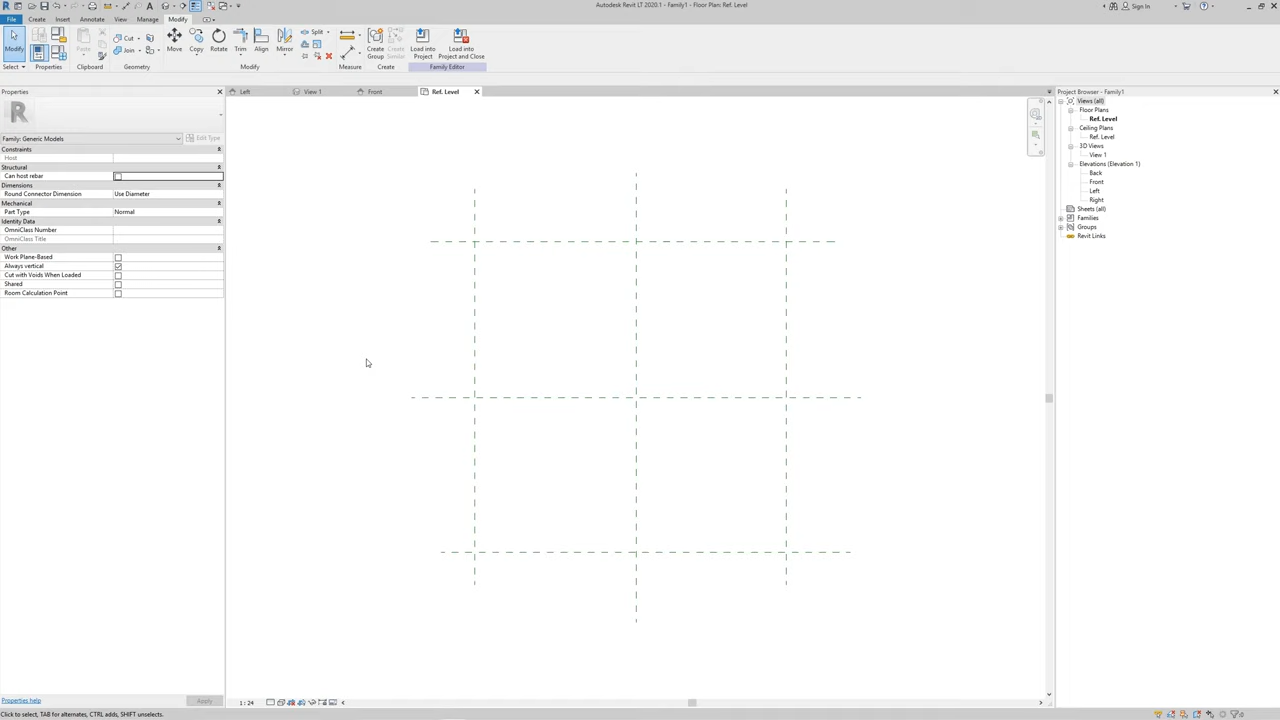 Autodesk Revit LT 2020.1 - Family1 - Floor Plan: Ref. Level
Sign In
File Create Insert Annotate View Manage Modify
Modify
Select
Properties
Paste
Clipboard
Cut
Join
Geometry
Move Copy Rotate Trim Align Mirror
Split
Modify
Measure
Create Group
Create Similar
Create
Load into Project
Load into Project and Close
Family Editor
Properties
R
Family: Generic Models
Edit Type
Constraints
Host
Structural
Can host rebar
Dimensions
Round Connector Dimension Use Diameter
Mechanical
Part Type Normal
Identity Data
OmniClass Number
OmniClass Title
Other
Work Plane-Based
Always vertical
Cut with Voids When Loaded
Shared
Room Calculation Point
Properties help
Apply
Left View 1 Front Ref. Level
Project Browser - Family1
Views (all)
Floor Plans
Ref. Level
Ceiling Plans
Ref. Level
3D Views
View 1
Elevations (Elevation 1)
Back
Front
Left
Right
Sheets (all)
Families
Groups
Revit Links
1 : 24
Click to select, TAB for alternates, CTRL adds, SHIFT unselects.
:0